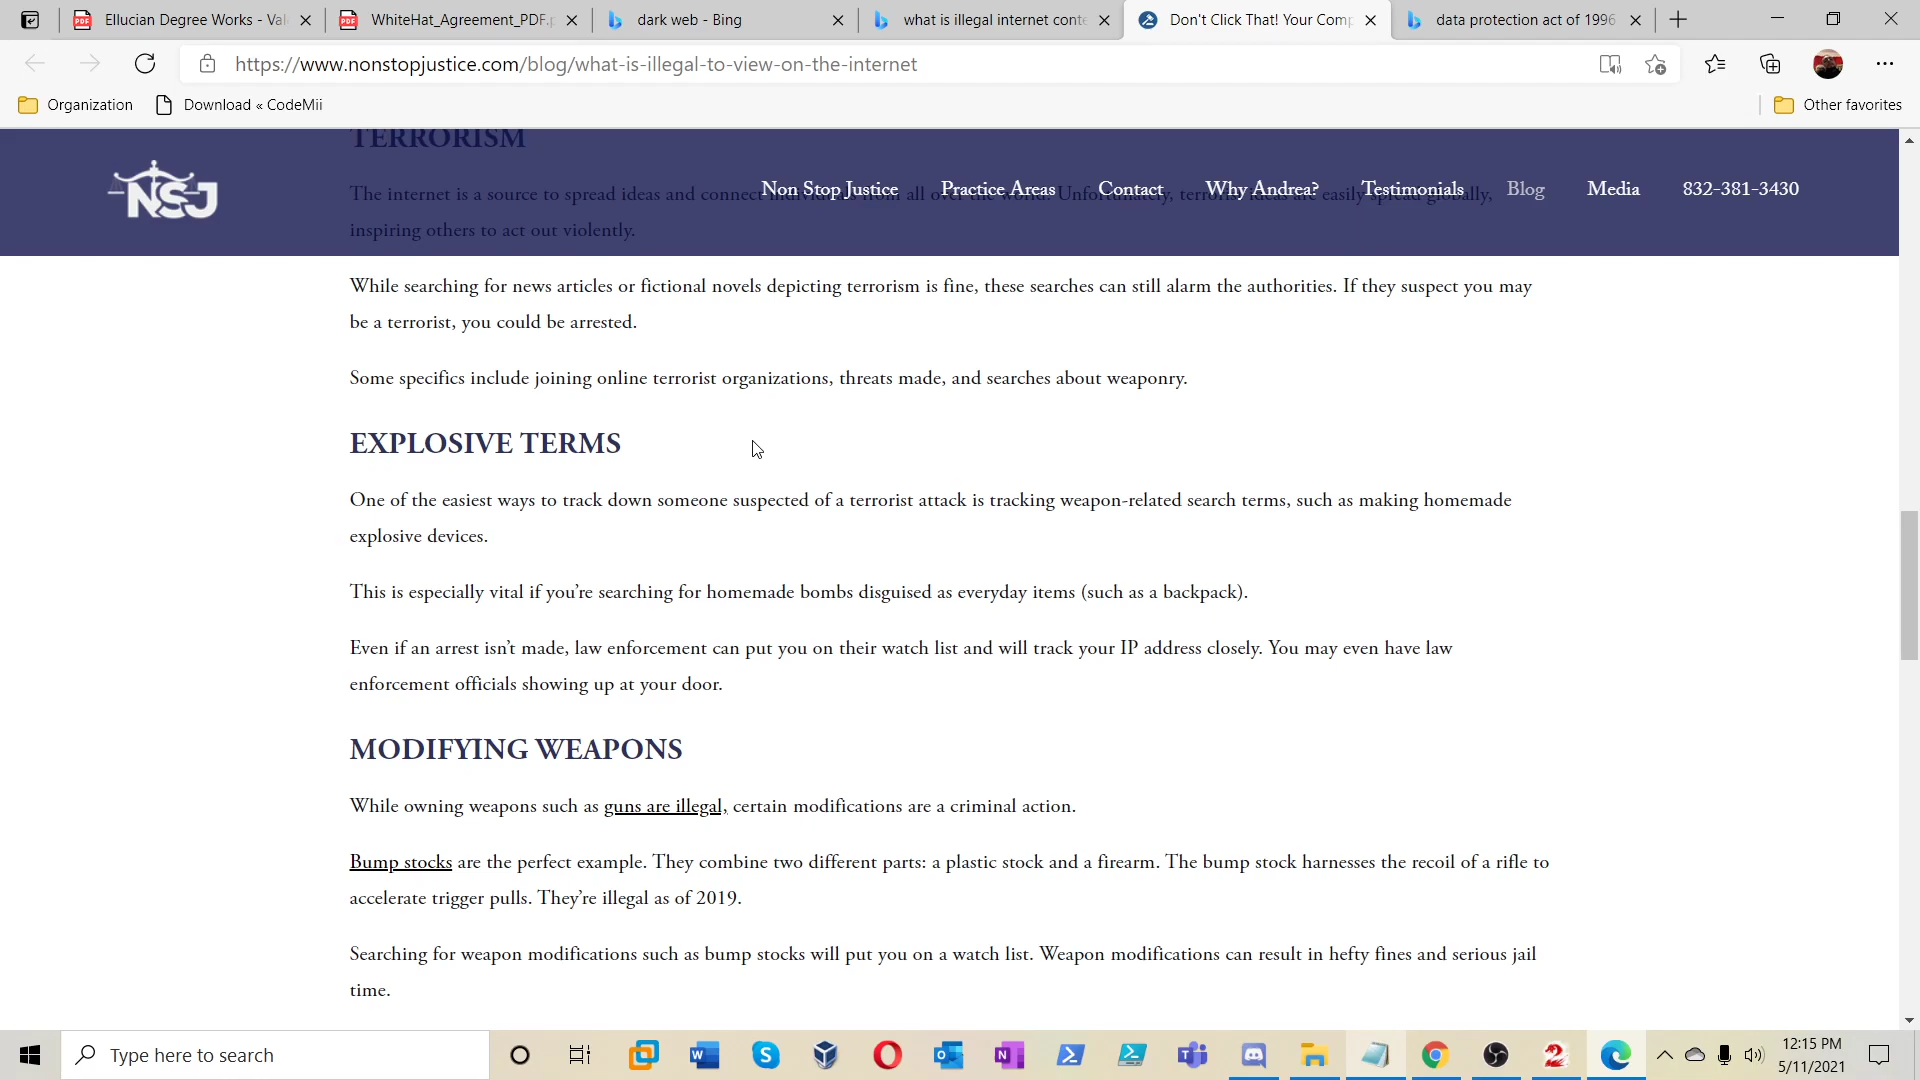 Ellucian Degree Works - Val
WhiteHat_Agreement_PDF.p
dark web - Bing
what is illegal internet conte
Don't Click That! Your Comp
data protection act of 1996
https://www.nonstopjustice.com/blog/what-is-illegal-to-view-on-the-internet
Organization
Download « CodeMii
Other favorites
TERRORISM
NSJ
Non Stop Justice
Practice Areas
Contact
Why Andrea?
Testimonials
Blog
Media
832-381-3430
The internet is a source to spread ideas and connect individuals from all over the world. Unfortunately, terrorist ideas are easily spread globally,
inspiring others to act out violently.
While searching for news articles or fictional novels depicting terrorism is fine, these searches can still alarm the authorities. If they suspect you may
be a terrorist, you could be arrested.
Some specifics include joining online terrorist organizations, threats made, and searches about weaponry.
EXPLOSIVE TERMS
One of the easiest ways to track down someone suspected of a terrorist attack is tracking weapon-related search terms, such as making homemade
explosive devices.
This is especially vital if you're searching for homemade bombs disguised as everyday items (such as a backpack).
Even if an arrest isn't made, law enforcement can put you on their watch list and will track your IP address closely. You may even have law
enforcement officials showing up at your door.
MODIFYING WEAPONS
While owning weapons such as guns are illegal, certain modifications are a criminal action.
Bump stocks are the perfect example. They combine two different parts: a plastic stock and a firearm. The bump stock harnesses the recoil of a rifle to
accelerate trigger pulls. They're illegal as of 2019.
Searching for weapon modifications such as bump stocks will put you on a watch list. Weapon modifications can result in hefty fines and serious jail
time.
Type here to search
12:15 PM
5/11/2021